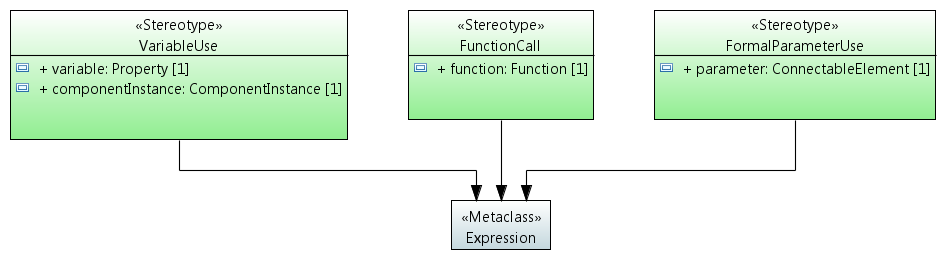 «Stereotype»
VariableUse
+ variable: Property [1]
+ componentInstance: ComponentInstance [1]
«Stereotype»
FunctionCall
+ function: Function [1]
«Stereotype»
FormalParameterUse
+ parameter: ConnectableElement [1]
«Metaclass»
Expression